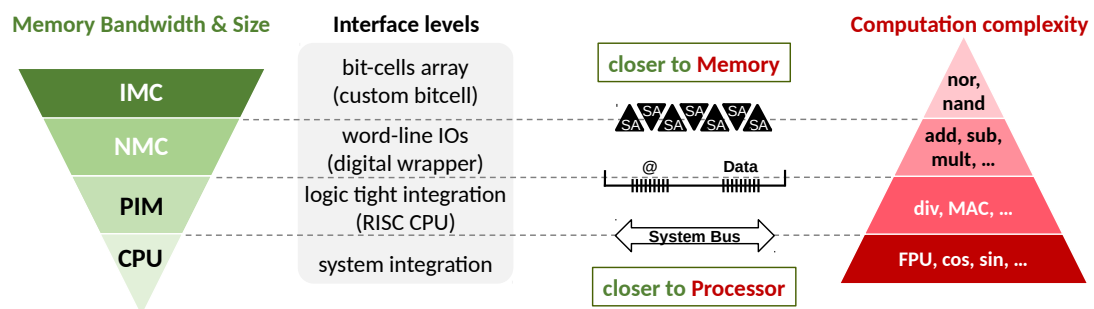 Memory Bandwidth & Size
IMC
NMC
PIM
CPU
Interface levels
bit-cells array
(custom bitcell)
word-line IOs
(digital wrapper)
logic tight integration
(RISC CPU)
system integration
closer to Memory
SA SA SA SA SA SA SA
@ Data
System Bus
closer to Processor
Computation complexity
nor,
nand
add, sub,
mult, ...
div, MAC, ...
FPU, cos, sin, ...